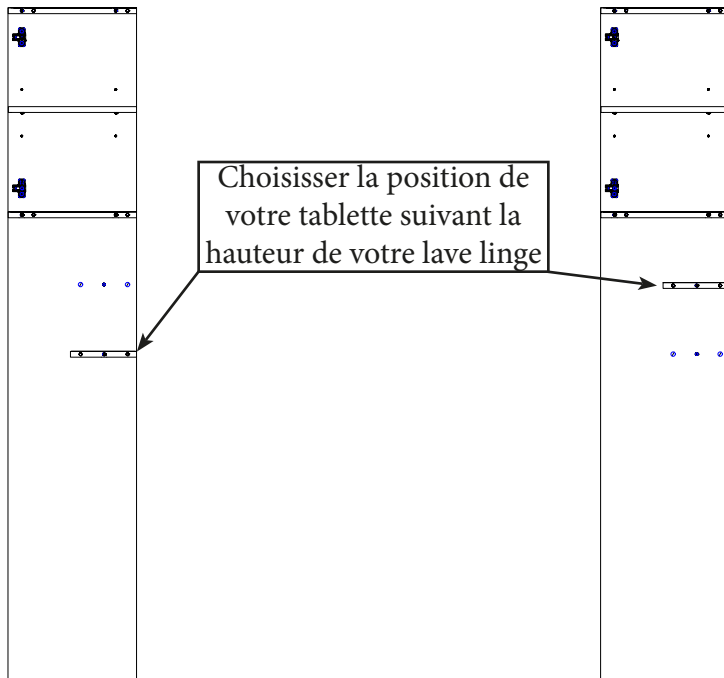 Choisisser la position de
votre tablette suivant la
hauteur de votre lave linge